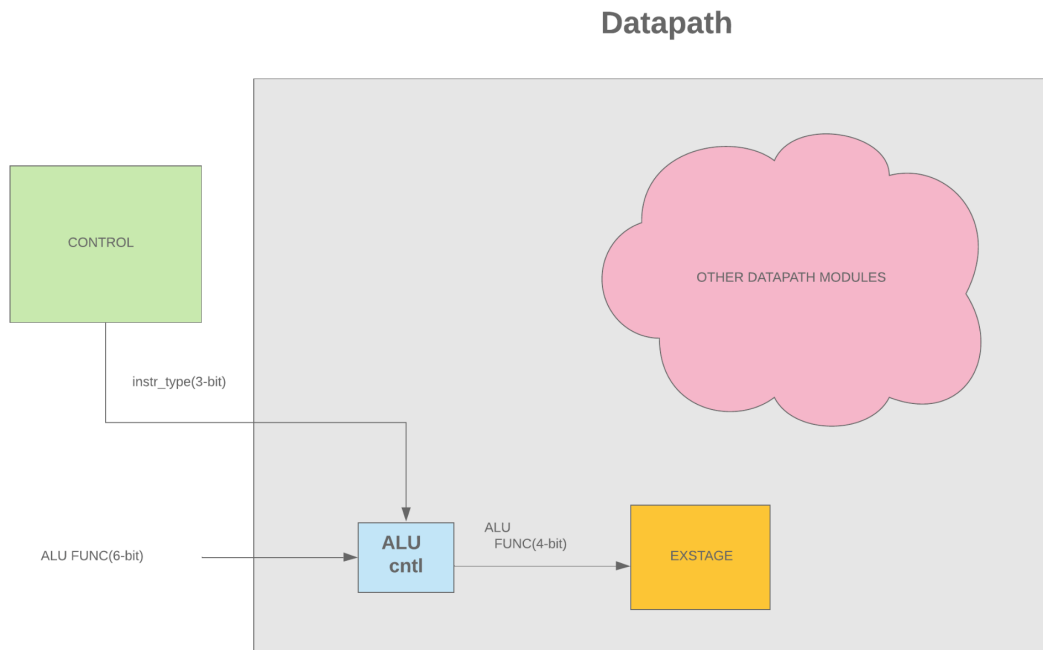 Datapath
CONTROL
OTHER DATAPATH MODULES
instr_type(3-bit)
ALU FUNC(6-bit)
ALU
cntl
ALU
FUNC(4-bit)
EXSTAGE